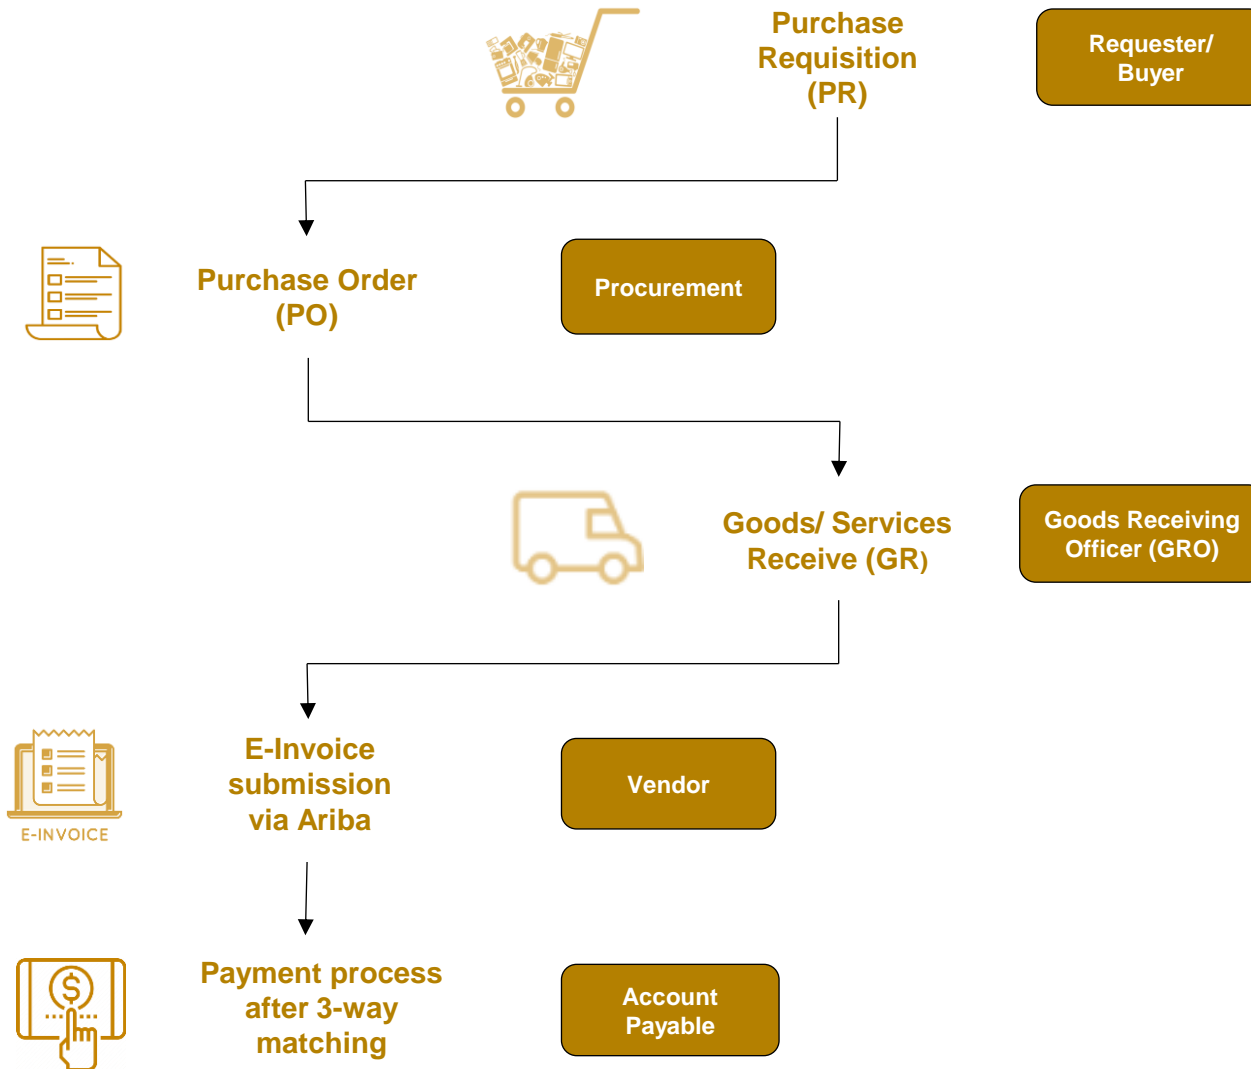 Purchase
Requisition
(PR)
Requester/
Buyer
Purchase Order
(PO)
Procurement
Goods/ Services
Receive (GR)
Goods Receiving
Officer (GRO)
E-INVOICE
E-Invoice
submission
via Ariba
Vendor
$
Payment process
after 3-way
matching
Account
Payable